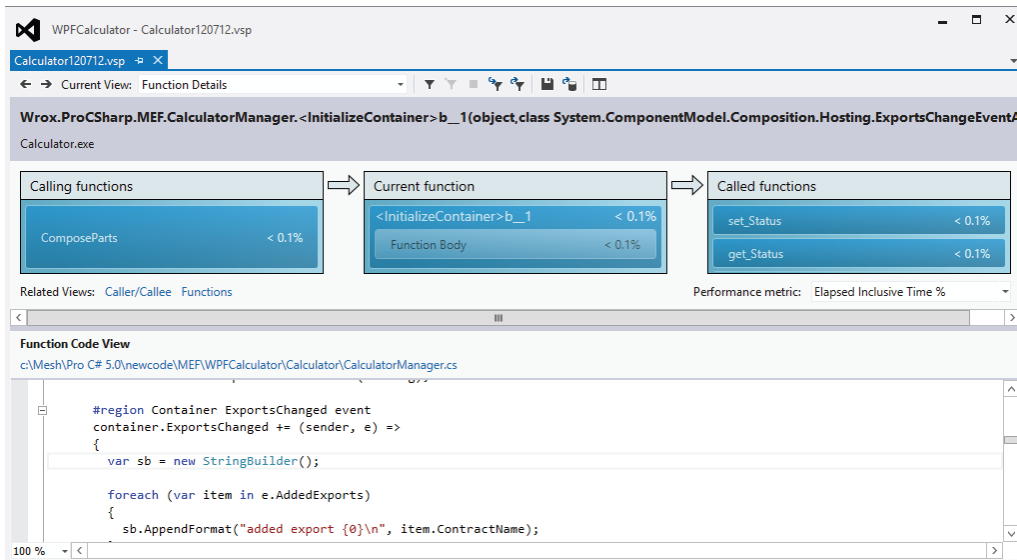 WPFCalculator - Calculator120712.vsp
Calculator120712.vsp
Current View: Function Details
Wrox.ProCSharp.MEF.CalculatorManager.<InitializeContainer>b__1(object,class System.ComponentModel.Composition.Hosting.ExportsChangeEventA
Calculator.exe
Calling functions
Current function
Called functions
ComposeParts < 0.1%
<InitializeContainer>b__1 < 0.1%
Function Body < 0.1%
set_Status < 0.1%
get_Status < 0.1%
Related Views: Caller/Callee Functions
Performance metric: Elapsed Inclusive Time %
Function Code View
c:\Mesh\Pro C# 5.0\newcode\MEF\WPFCalculator\Calculator\CalculatorManager.cs
#region Container ExportsChanged event
container.ExportsChanged += (sender, e) =>
{
var sb = new StringBuilder();
foreach (var item in e.AddedExports)
{
sb.AppendFormat("added export {0}\n", item.ContractName);
100 %